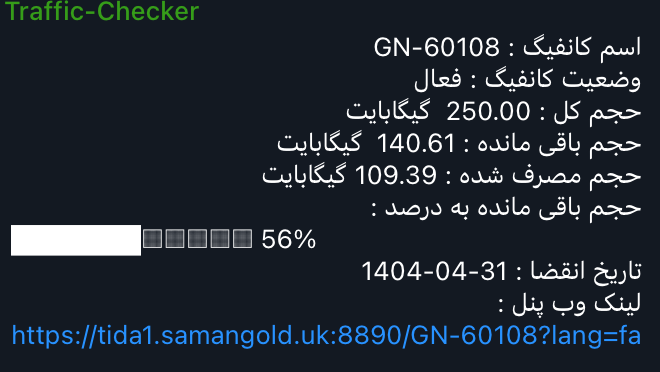 Traffic-Checker
اسم کانفیگ : GN-60108
وضعیت کانفیگ : فعال
حجم کل : 250.00 گیگابایت
حجم باقی مانده : 140.61 گیگابایت
حجم مصرف شده : 109.39 گیگابایت
حجم باقی مانده به درصد :
56%
تاریخ انقضا : 1404-04-31
لینک وب پنل :
https://tida1.samangold.uk:8890/GN-60108?lang=fa